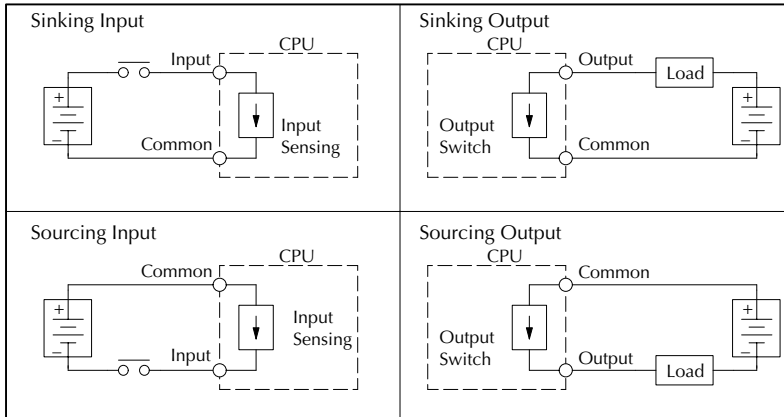 Sinking Input
CPU
Input
+
−
Input
Sensing
Common
Sinking Output
CPU
Output
Load
+
−
Output
Switch
Common
Sourcing Input
CPU
Common
+
−
Input
Sensing
Input
Sourcing Output
CPU
Common
+
−
Output
Switch
Output
Load